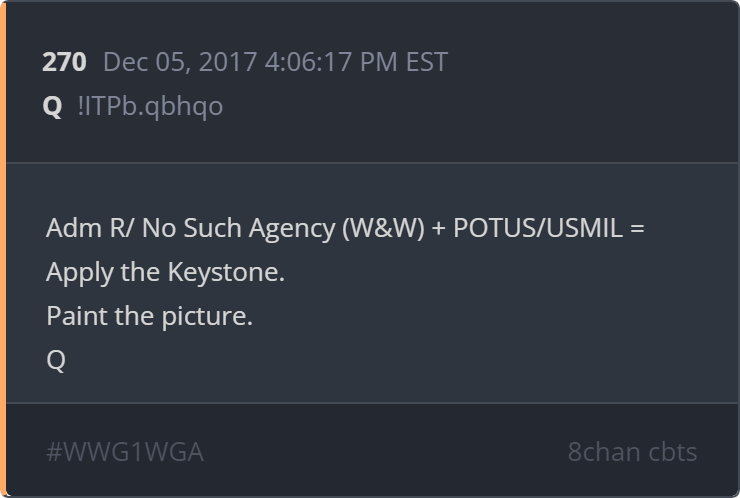 270 Dec 05, 2017 4:06:17 PM EST
Q !ITPb.qbhqo
Adm R/ No Such Agency (W&W) + POTUS/USMIL =
Apply the Keystone.
Paint the picture.
Q
#WWG1WGA 8chan cbts